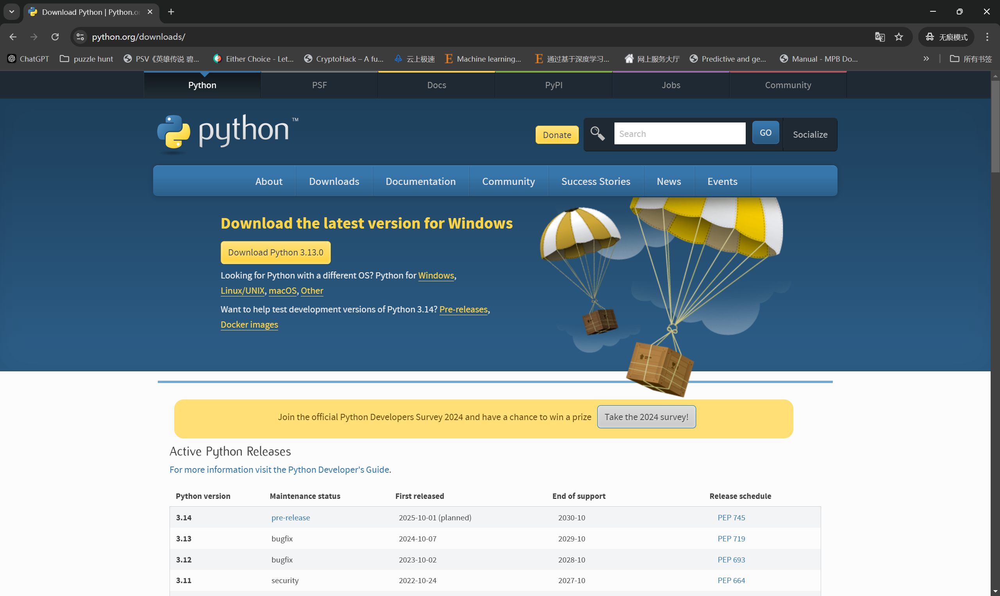 Download Python | Python.o
python.org/downloads/
无痕模式
ChatGPT
puzzle hunt
PSV《英雄传说 碧...
Either Choice - Let...
CryptoHack – A fu...
云上极速
Machine learning...
通过基于深度学习...
网上服务大厅
Predictive and ge...
Manual - MPB Do...
所有书签
Python
PSF
Docs
PyPI
Jobs
Community
python™
Donate
Search
GO
Socialize
About
Downloads
Documentation
Community
Success Stories
News
Events
Download the latest version for Windows
Download Python 3.13.0
Looking for Python with a different OS? Python for Windows,
Linux/UNIX, macOS, Other
Want to help test development versions of Python 3.14? Pre-releases,
Docker images
Join the official Python Developers Survey 2024 and have a chance to win a prize
Take the 2024 survey!
Active Python Releases
For more information visit the Python Developer's Guide.
Python version Maintenance status First released End of support Release schedule
3.14 pre-release 2025-10-01 (planned) 2030-10 PEP 745
3.13 bugfix 2024-10-07 2029-10 PEP 719
3.12 bugfix 2023-10-02 2028-10 PEP 693
3.11 security 2022-10-24 2027-10 PEP 664